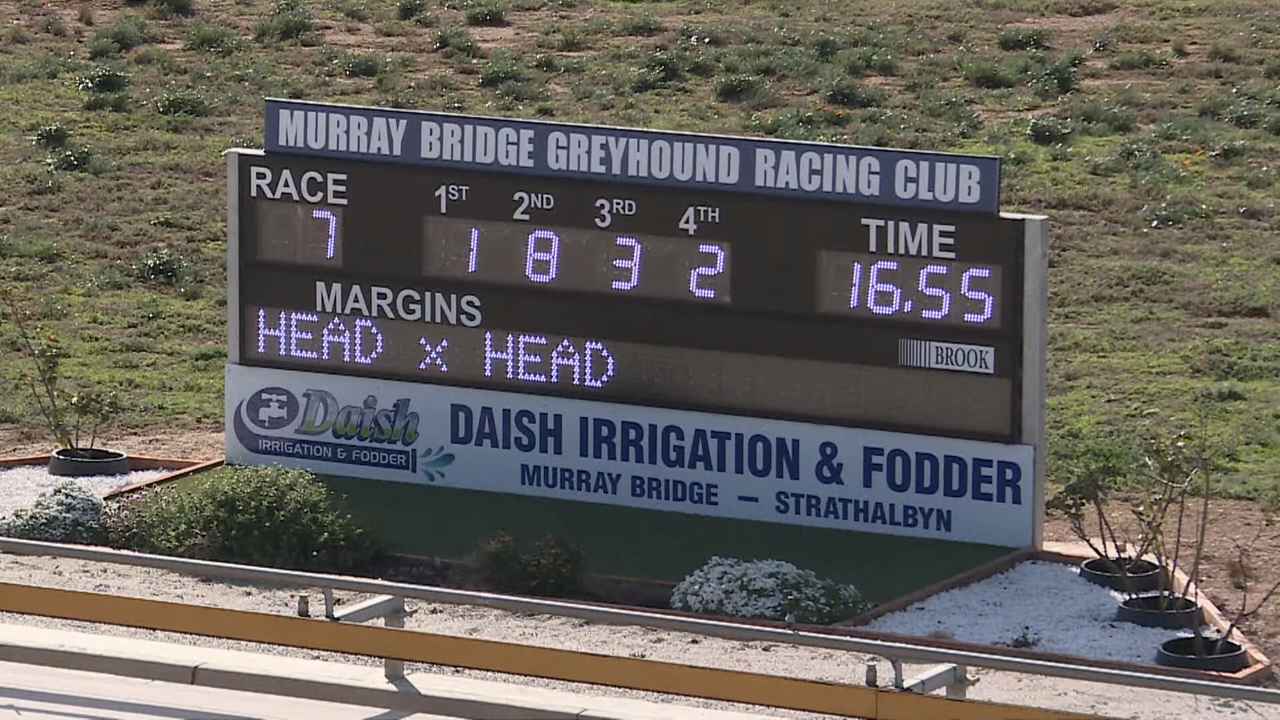 MURRAY BRIDGE GREYHOUND RACING CLUB
RACE 1ST 2ND 3RD 4TH TIME
7 1 8 3 2 16.55
MARGINS
HEAD x HEAD
BROOK
Daish
IRRIGATION & FODDER
DAISH IRRIGATION & FODDER
MURRAY BRIDGE – STRATHALBYN